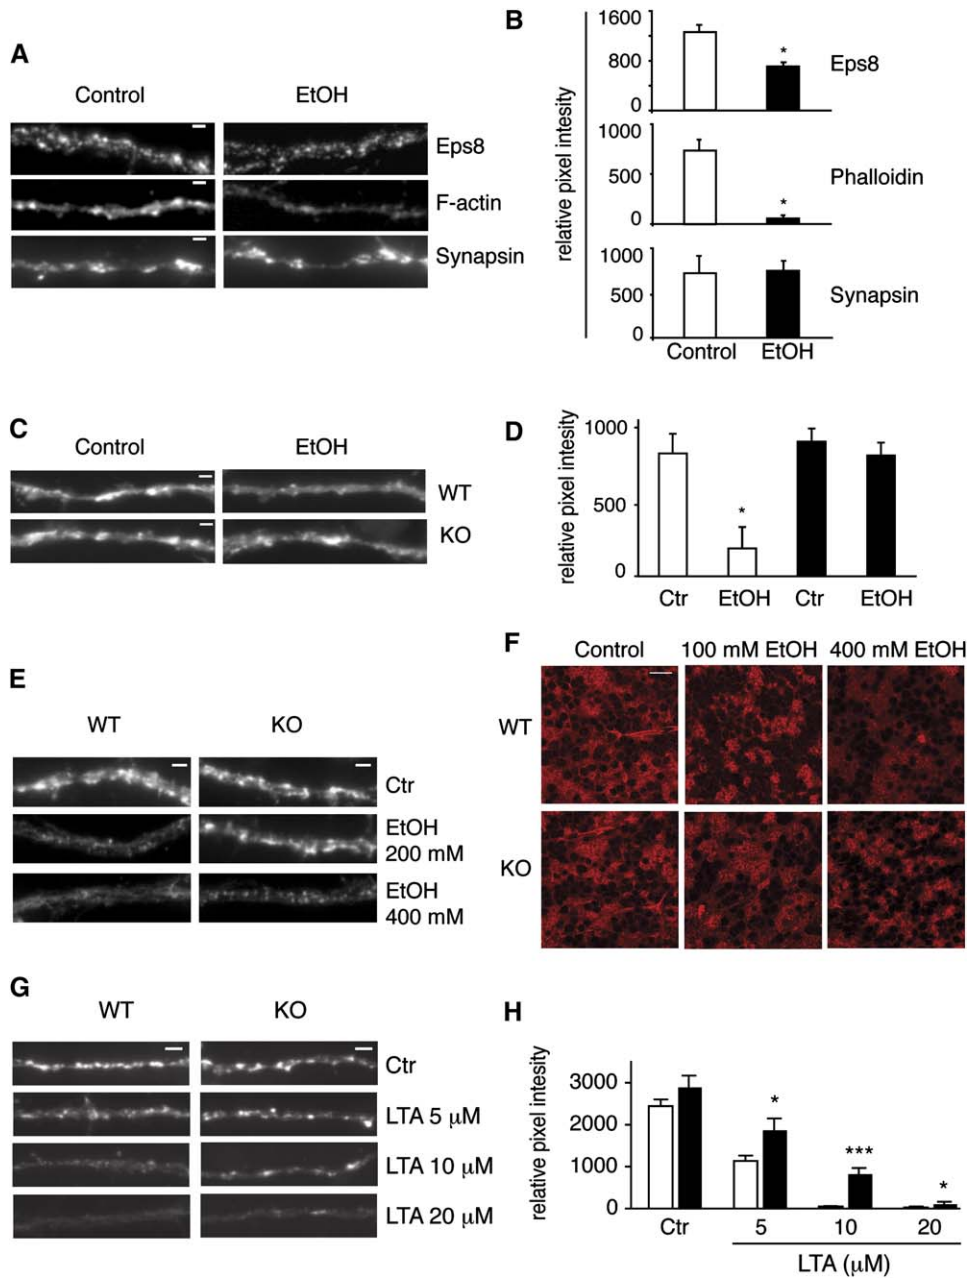 A
Control EtOH
Eps8
F-actin
Synapsin
B
relative pixel intesity
1600
800
0
*
Eps8
1000
500
0
*
Phalloidin
1000
500
0
Synapsin
Control EtOH
C
Control EtOH
WT
KO
D
relative pixel intesity
1000
500
0
*
Ctr EtOH Ctr EtOH
E
WT KO
Ctr
EtOH
200 mM
EtOH
400 mM
F
Control 100 mM EtOH 400 mM EtOH
WT
KO
G
WT KO
Ctr
LTA 5 μM
LTA 10 μM
LTA 20 μM
H
relative pixel intesity
3000
2000
1000
0
*
***
*
Ctr 5 10 20
LTA (μM)